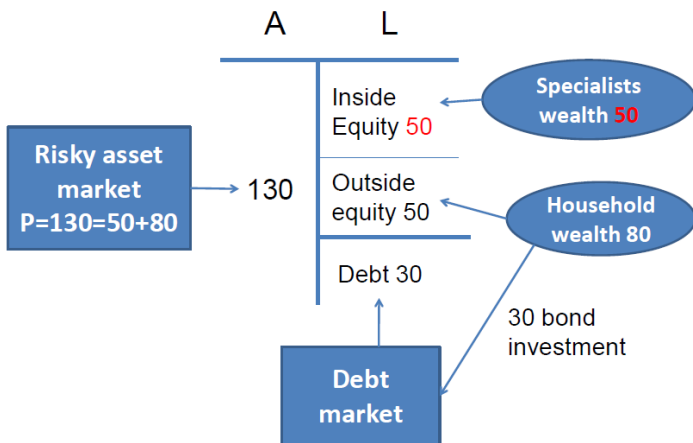 A
L
Inside
Equity 50
Specialists
wealth 50
Risky asset
market
P=130=50+80
130
Outside
equity 50
Household
wealth 80
Debt 30
30 bond
investment
Debt
market